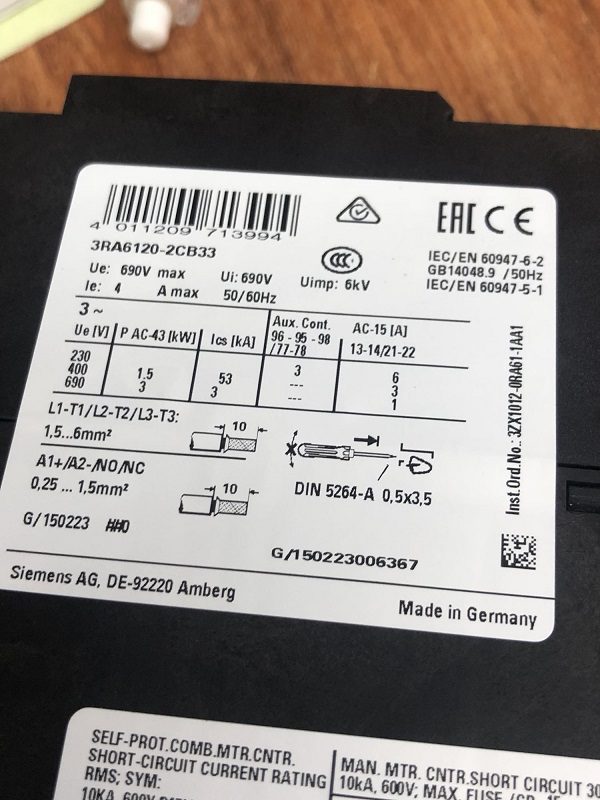 4 011209 713994
EAC CE
3RA6120-2CB33
CCC
IEC/EN 60947-6-2
GB14048.9 /50Hz
IEC/EN 60947-5-1
Ue: 690V max
Ui: 690V
Uimp: 6kV
Ie: 4 A max 50/60Hz
3 ~
Ue [V] P AC-43 [kW] Ics [kA] Aux. Cont. AC-15 [A]
96 - 95 - 98
/77-78 13-14/21-22
230 3 6
400 1.5 53 --- 3
690 3 3 --- 1
L1-T1/L2-T2/L3-T3:
10
1,5...6mm²
A1+/A2-/NO/NC
10
0,25 ... 1,5mm²
DIN 5264-A 0,5x3,5
G/150223
G/150223006367
Inst.Ord.No.: 3ZX1012-0RA61-1AA1
Siemens AG, DE-92220 Amberg
Made in Germany
SELF-PROT.COMB.MTR.CNTR.
SHORT-CIRCUIT CURRENT RATING
RMS; SYM:
10KA, 600V
MAN. MTR. CNTR.SHORT CIRCUIT
10kA, 600V; MAX. FUSE